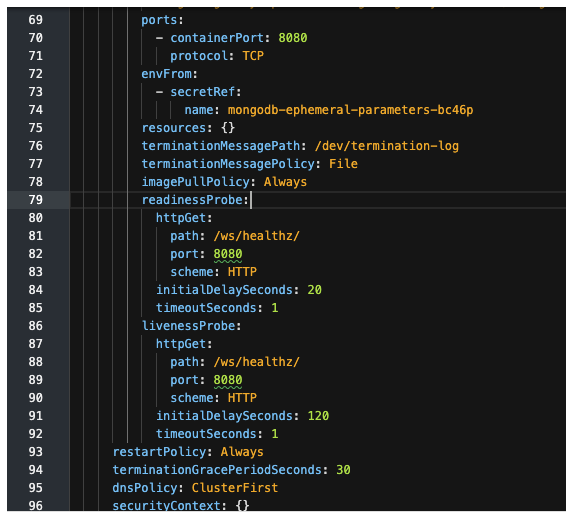 69 ports:
70 - containerPort: 8080
71 protocol: TCP
72 envFrom:
73 - secretRef:
74 name: mongodb-ephemeral-parameters-bc46p
75 resources: {}
76 terminationMessagePath: /dev/termination-log
77 terminationMessagePolicy: File
78 imagePullPolicy: Always
79 readinessProbe:
80 httpGet:
81 path: /ws/healthz/
82 port: 8080
83 scheme: HTTP
84 initialDelaySeconds: 20
85 timeoutSeconds: 1
86 livenessProbe:
87 httpGet:
88 path: /ws/healthz/
89 port: 8080
90 scheme: HTTP
91 initialDelaySeconds: 120
92 timeoutSeconds: 1
93 restartPolicy: Always
94 terminationGracePeriodSeconds: 30
95 dnsPolicy: ClusterFirst
96 securityContext: {}